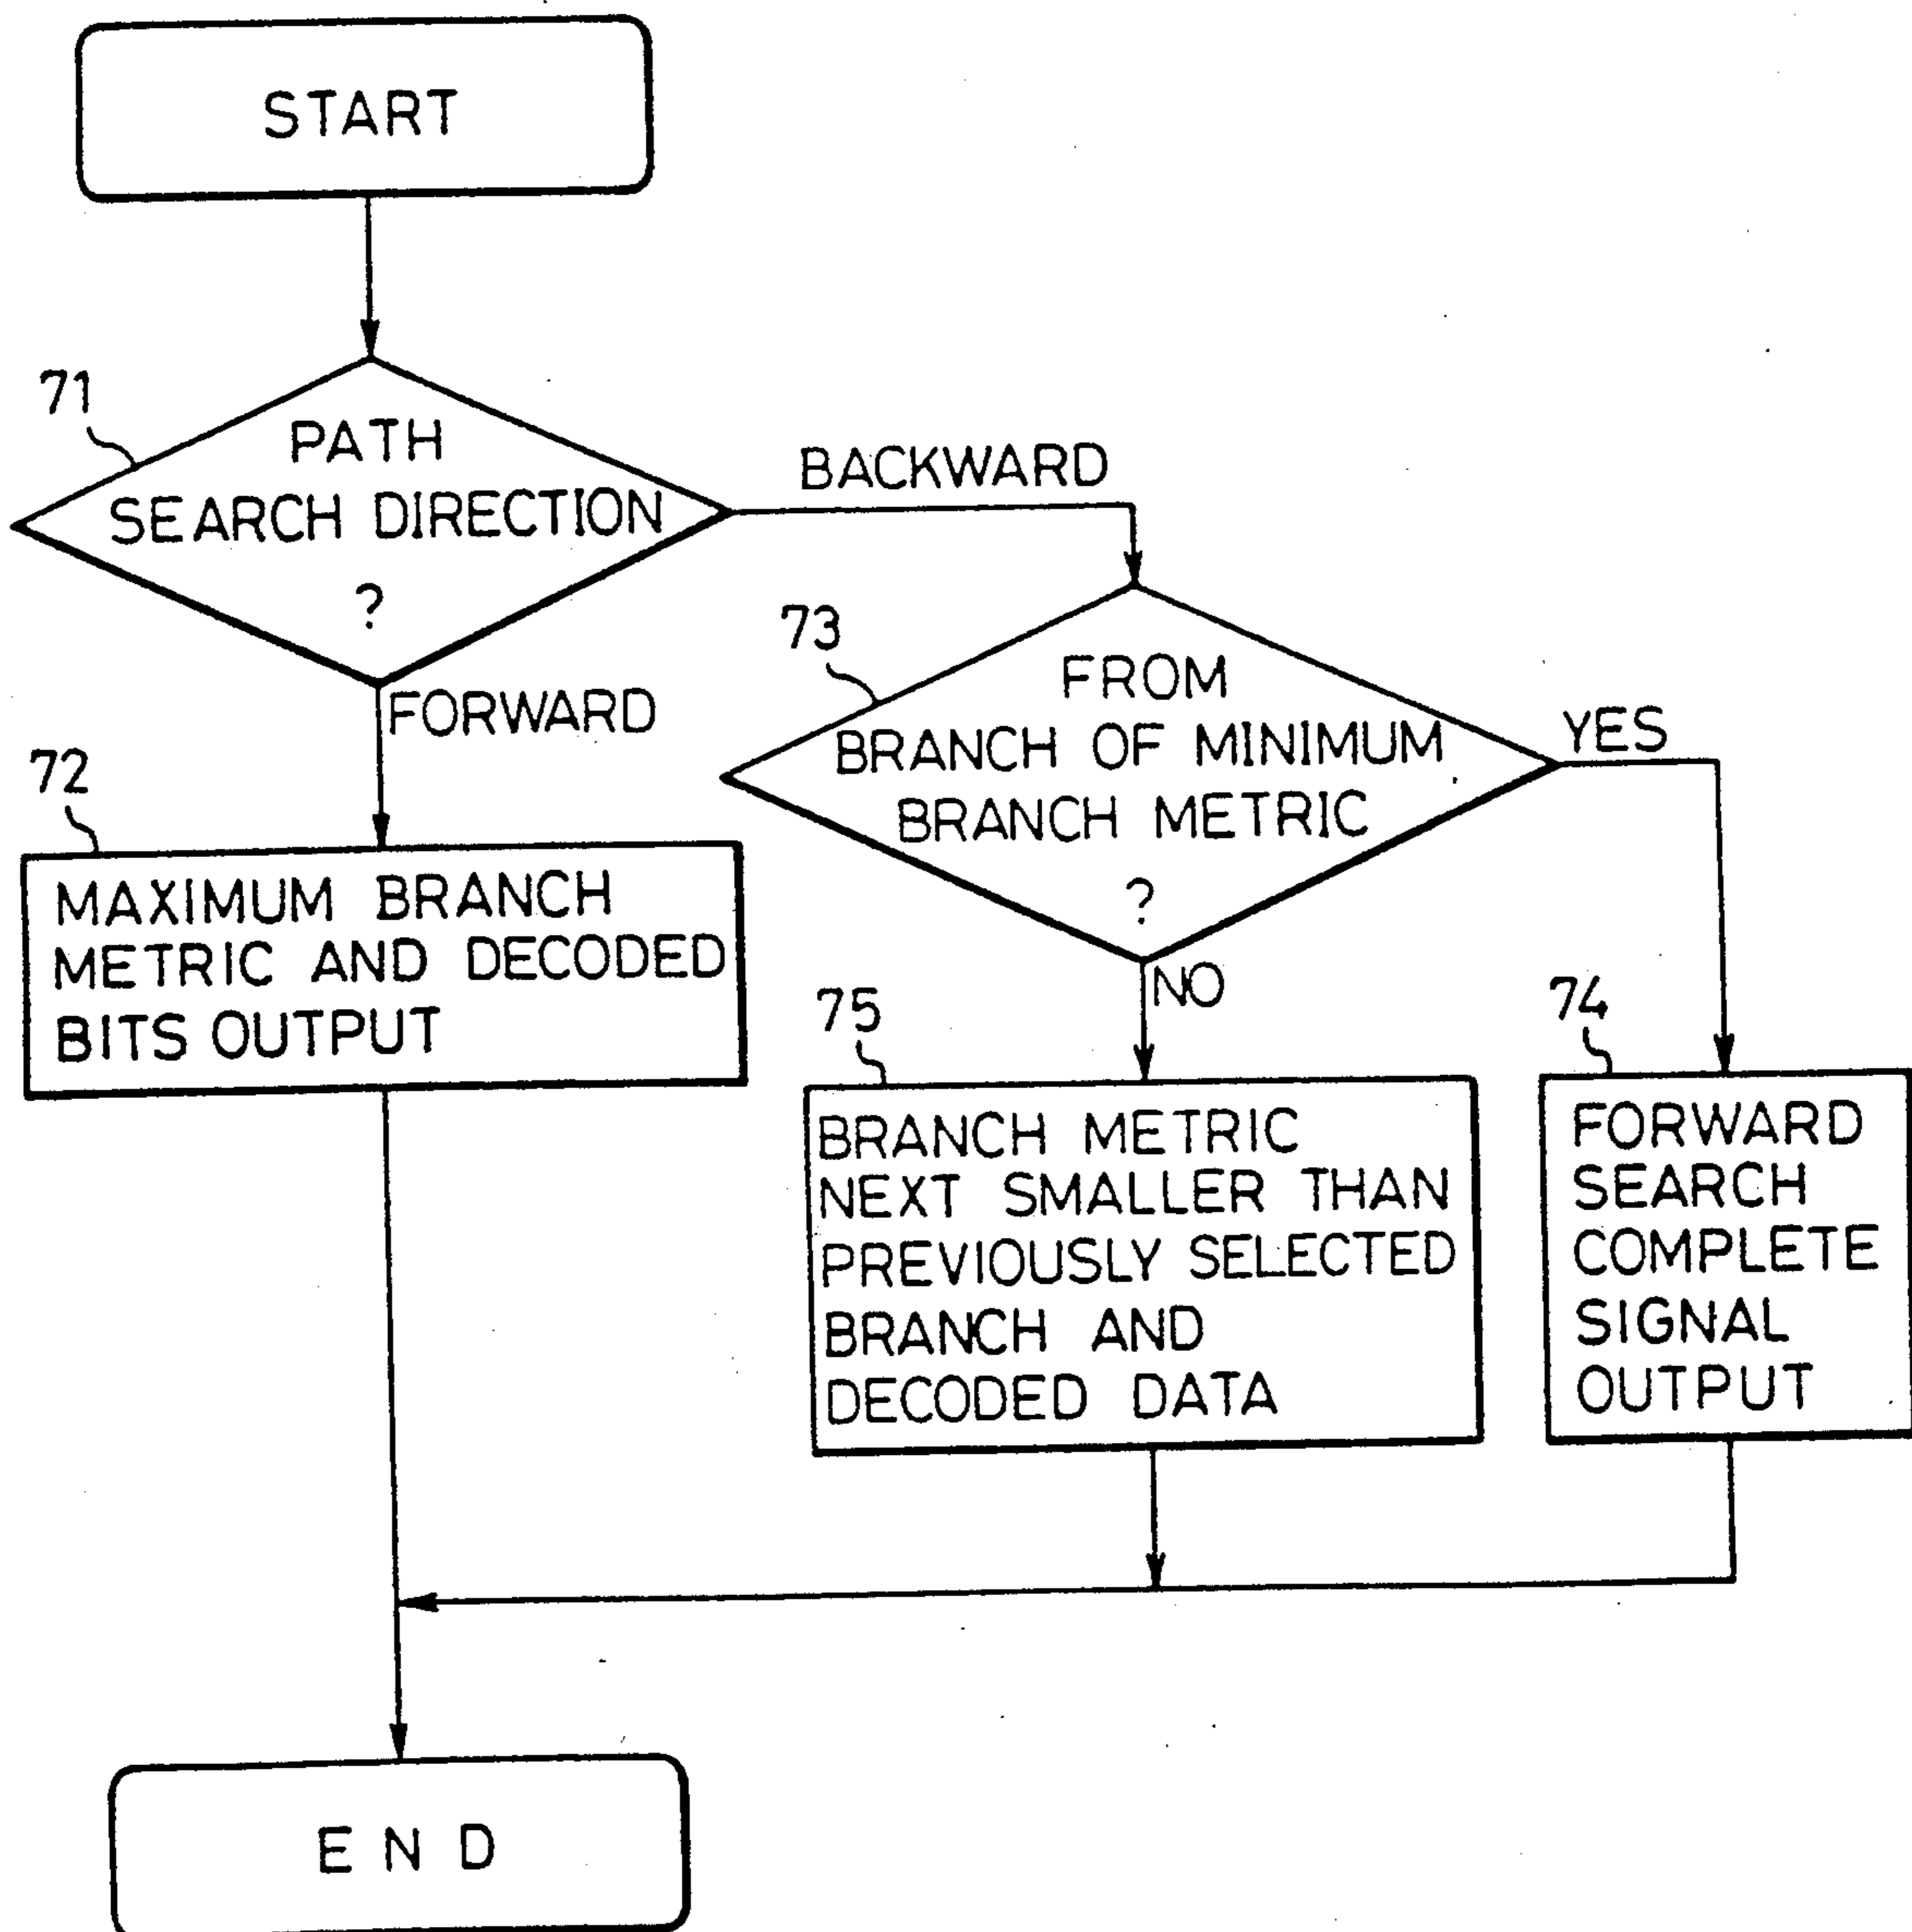 START
71
PATH
SEARCH DIRECTION
?
BACKWARD
FORWARD
73
FROM
BRANCH OF MINIMUM
BRANCH METRIC
?
YES
NO
72
MAXIMUM BRANCH
METRIC AND DECODED
BITS OUTPUT
75
BRANCH METRIC
NEXT SMALLER THAN
PREVIOUSLY SELECTED
BRANCH AND
DECODED DATA
74
FORWARD
SEARCH
COMPLETE
SIGNAL
OUTPUT
END